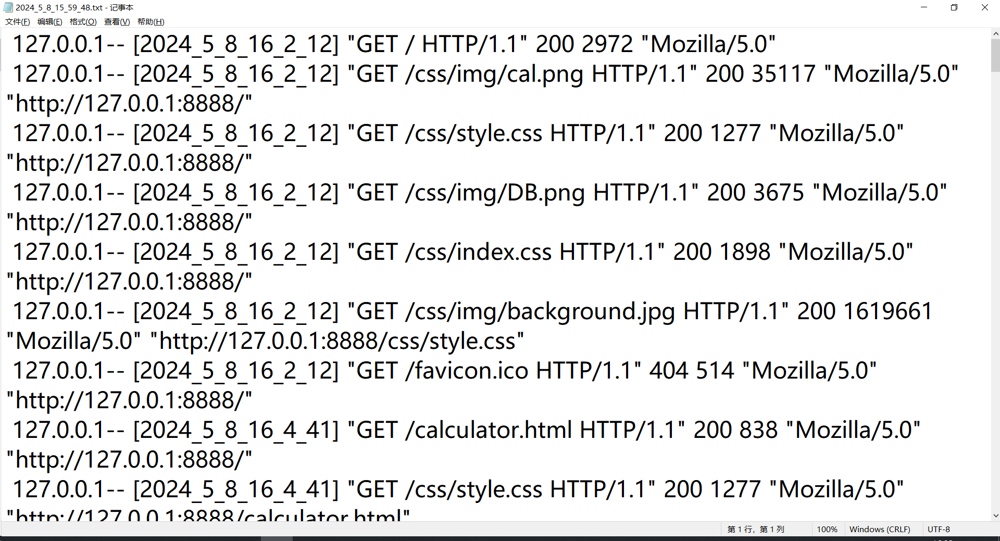 2024_5_8_15_59_48.txt - 记事本
文件(F) 编辑(E) 格式(O) 查看(V) 帮助(H)
127.0.0.1-- [2024_5_8_16_2_12] "GET / HTTP/1.1" 200 2972 "Mozilla/5.0"
127.0.0.1-- [2024_5_8_16_2_12] "GET /css/img/cal.png HTTP/1.1" 200 35117 "Mozilla/5.0"
"http://127.0.0.1:8888/"
127.0.0.1-- [2024_5_8_16_2_12] "GET /css/style.css HTTP/1.1" 200 1277 "Mozilla/5.0"
"http://127.0.0.1:8888/"
127.0.0.1-- [2024_5_8_16_2_12] "GET /css/img/DB.png HTTP/1.1" 200 3675 "Mozilla/5.0"
"http://127.0.0.1:8888/"
127.0.0.1-- [2024_5_8_16_2_12] "GET /css/index.css HTTP/1.1" 200 1898 "Mozilla/5.0"
"http://127.0.0.1:8888/"
127.0.0.1-- [2024_5_8_16_2_12] "GET /css/img/background.jpg HTTP/1.1" 200 1619661
"Mozilla/5.0" "http://127.0.0.1:8888/css/style.css"
127.0.0.1-- [2024_5_8_16_2_12] "GET /favicon.ico HTTP/1.1" 404 514 "Mozilla/5.0"
"http://127.0.0.1:8888/"
127.0.0.1-- [2024_5_8_16_4_41] "GET /calculator.html HTTP/1.1" 200 838 "Mozilla/5.0"
"http://127.0.0.1:8888/"
127.0.0.1-- [2024_5_8_16_4_41] "GET /css/style.css HTTP/1.1" 200 1277 "Mozilla/5.0"
"http://127.0.0.1:8888/calculator.html"
第 1 行，第 1 列 100% Windows (CRLF) UTF-8